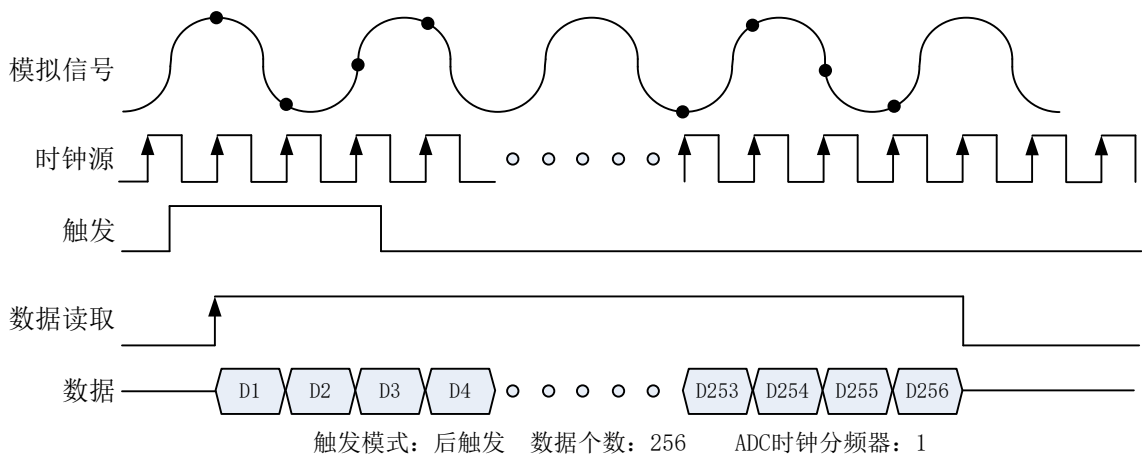 模拟信号
时钟源
触发
数据读取
数据 D1 D2 D3 D4 D253 D254 D255 D256
触发模式：后触发 数据个数：256 ADC时钟分频器：1